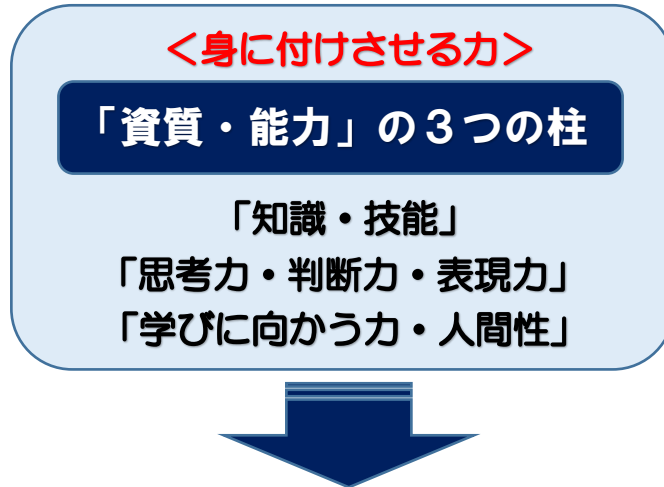 ＜身に付けさせる力＞
「資質・能力」の３つの柱
「知識・技能」
「思考力・判断力・表現力」
「学びに向かう力・人間性」